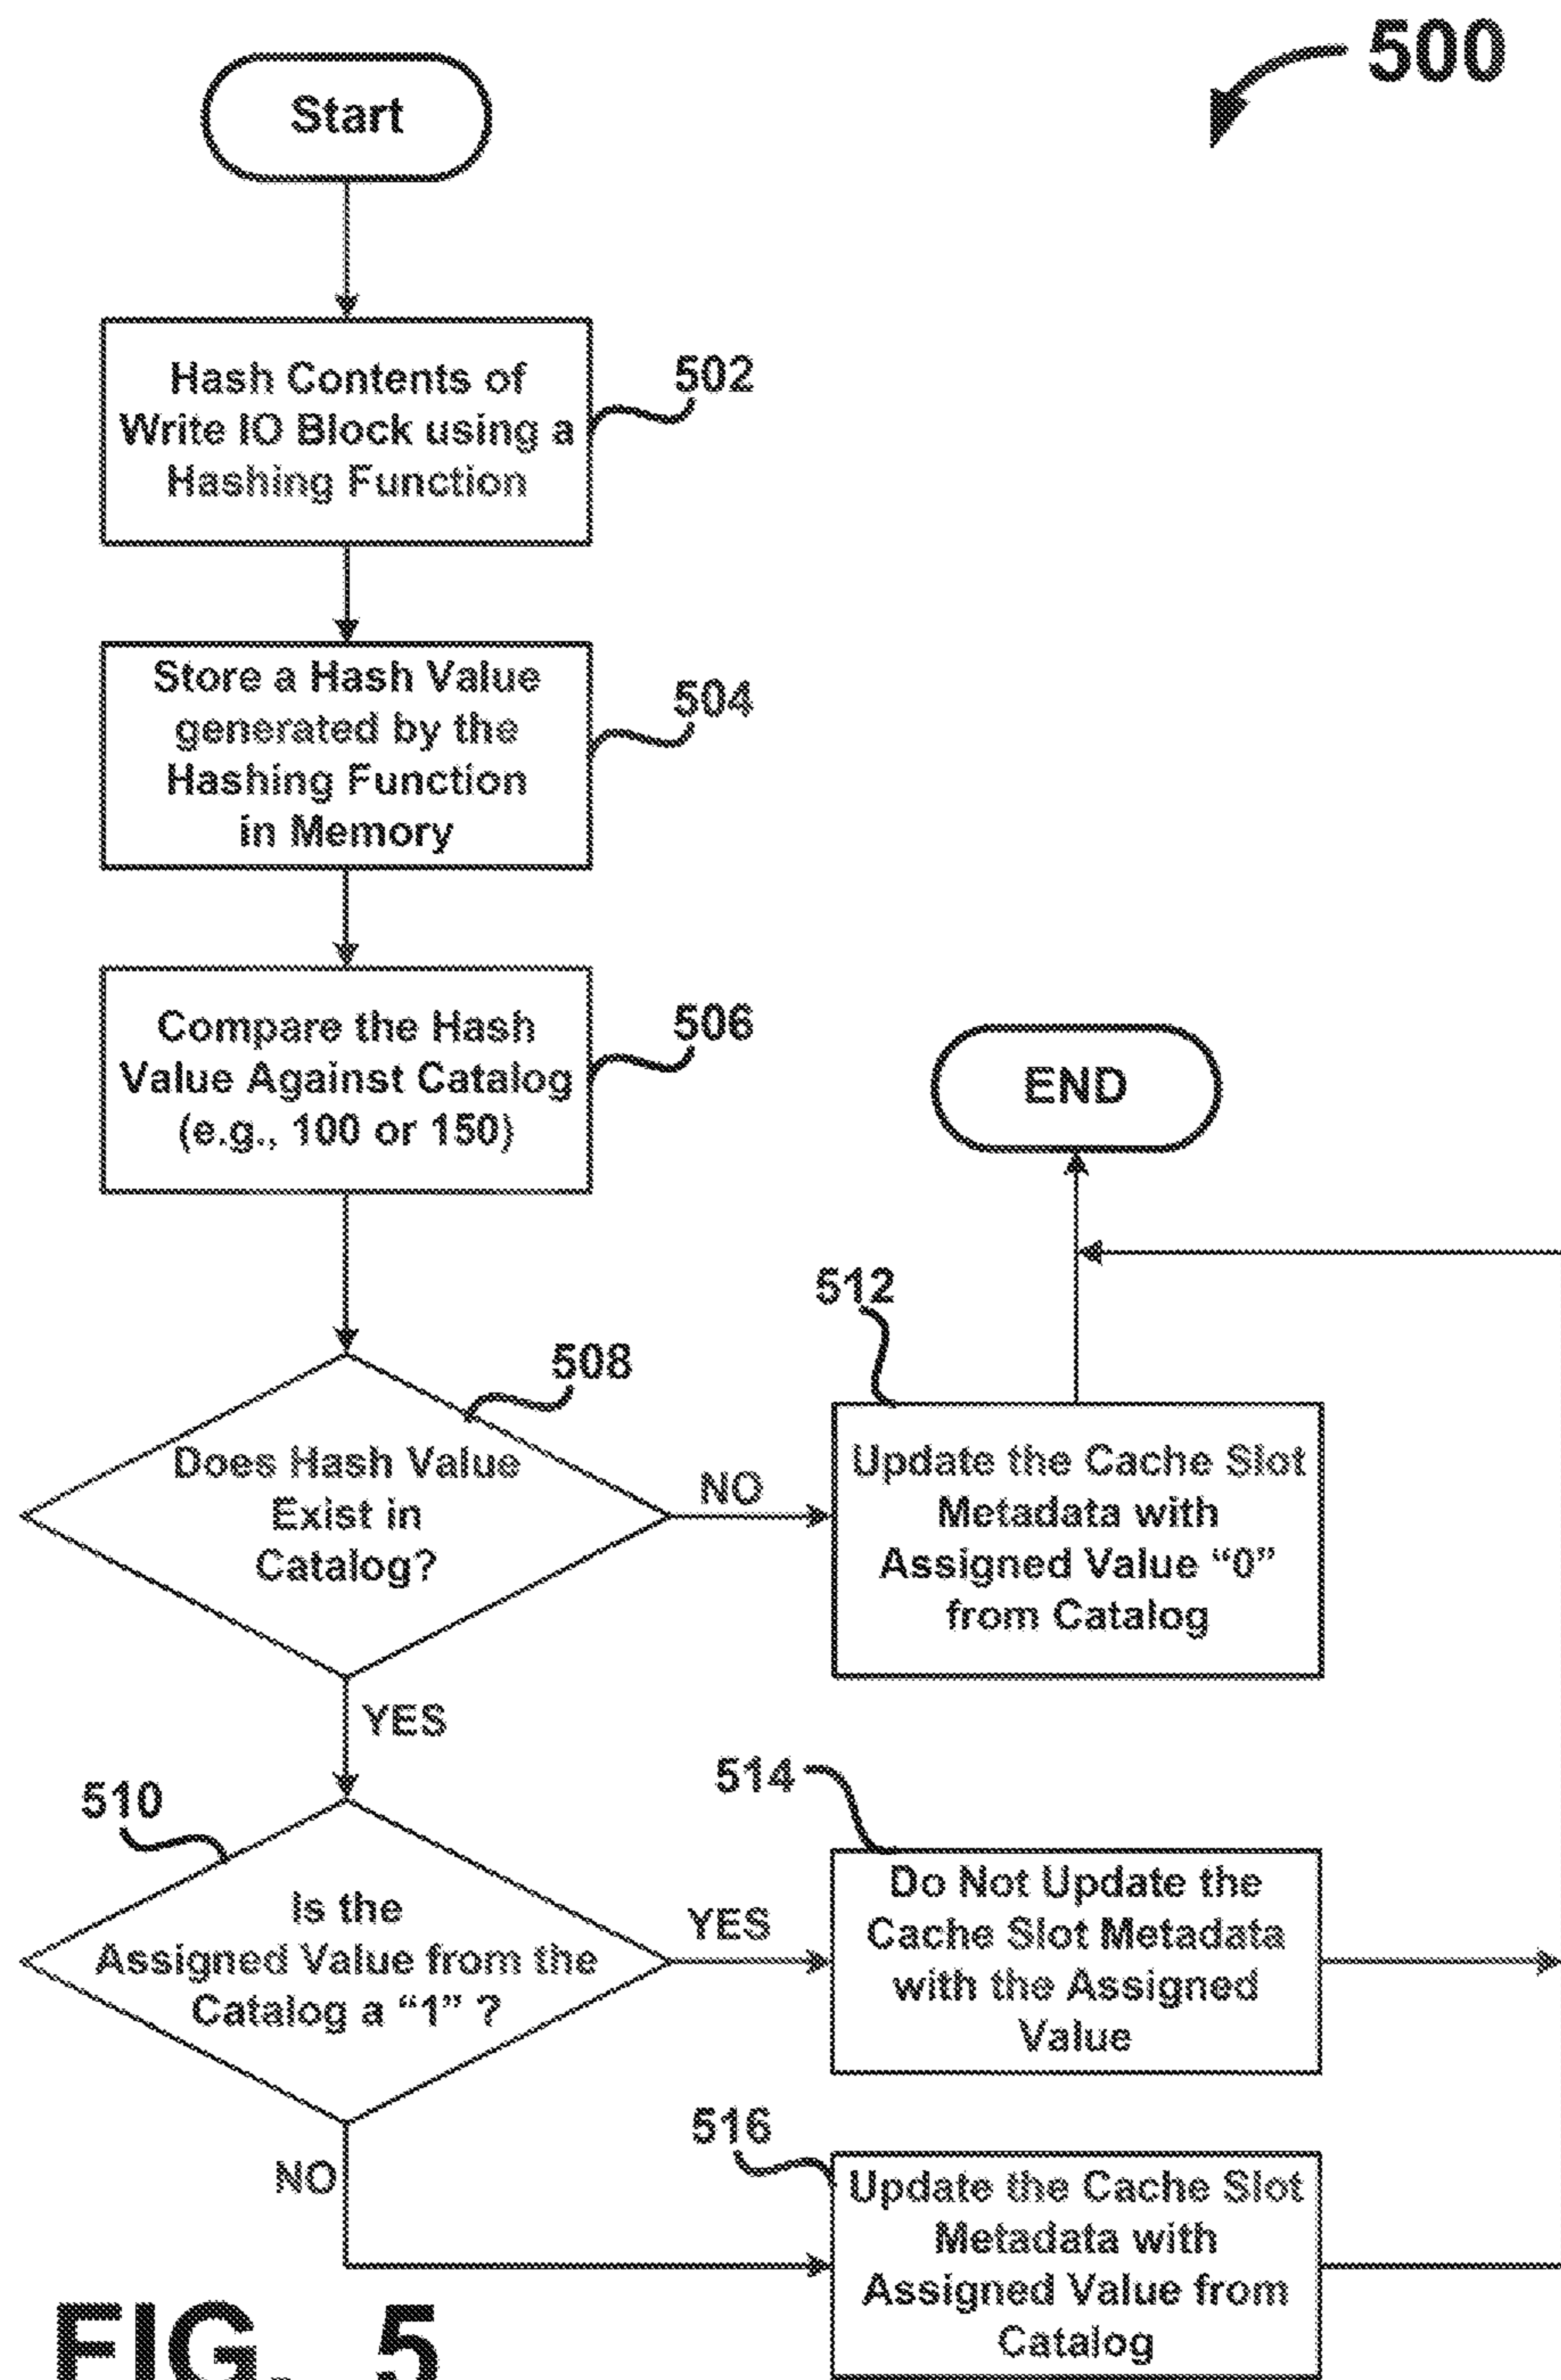 500
Start
Hash Contents of
Write IO Block using a
Hashing Function
502
Store a Hash Value
generated by the
Hashing Function
in Memory
504
Compare the Hash
Value Against Catalog
(e.g., 100 or 150)
506
END
508
Does Hash Value
Exist in
Catalog?
NO
512
Update the Cache Slot
Metadata with
Assigned Value “0”
from Catalog
YES
510
Is the
Assigned Value from the
Catalog a “1” ?
YES
514
Do Not Update the
Cache Slot Metadata
with the Assigned
Value
NO
516
Update the Cache Slot
Metadata with
Assigned Value from
Catalog
FIG. 5